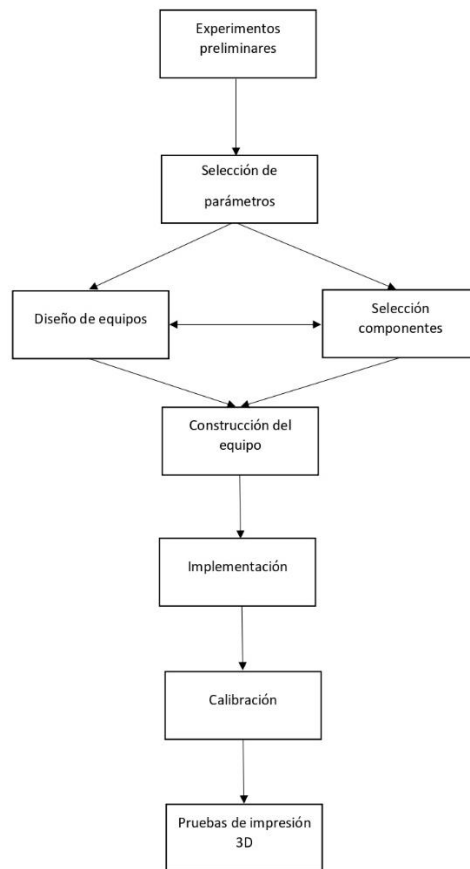 Experimentos
preliminares
Selección de
parámetros
Diseño de equipos
Selección
componentes
Construcción del
equipo
Implementación
Calibración
Pruebas de impresión
3D